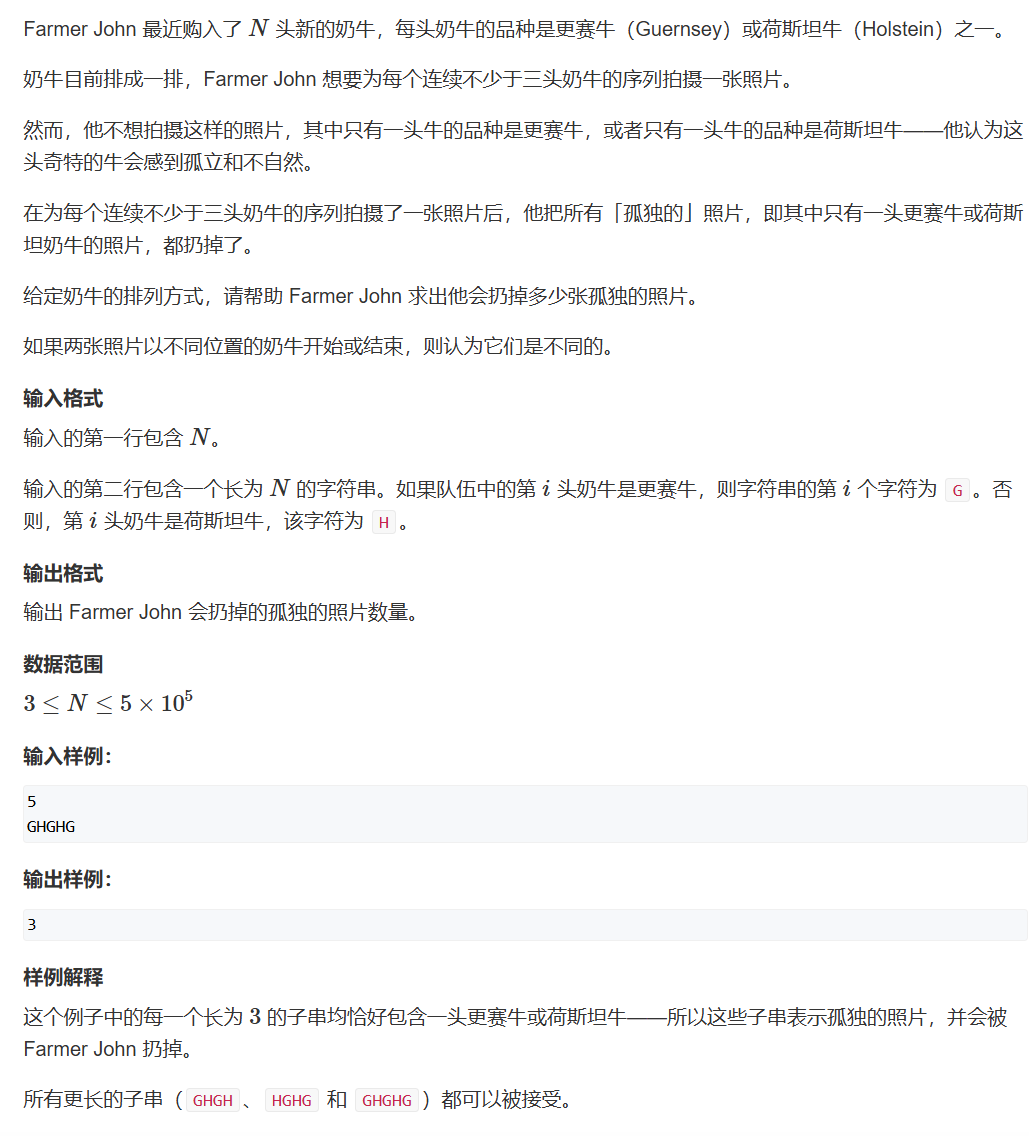 Farmer John 最近购入了 N 头新的奶牛，每头奶牛的品种是更赛牛（Guernsey）或荷斯坦牛（Holstein）之一。
奶牛目前排成一排，Farmer John 想要为每个连续不少于三头奶牛的序列拍摄一张照片。
然而，他不想拍摄这样的照片，其中只有一头牛的品种是更赛牛，或者只有一头牛的品种是荷斯坦牛——他认为这
头奇特的牛会感到孤立和不自然。
在为每个连续不少于三头奶牛的序列拍摄了一张照片后，他把所有「孤独的」照片，即其中只有一头更赛牛或荷斯
坦奶牛的照片，都扔掉了。
给定奶牛的排列方式，请帮助 Farmer John 求出他会扔掉多少张孤独的照片。
如果两张照片以不同位置的奶牛开始或结束，则认为它们是不同的。
输入格式
输入的第一行包含 N。
输入的第二行包含一个长为 N 的字符串。如果队伍中的第 i 头奶牛是更赛牛，则字符串的第 i 个字符为 G 。否
则，第 i 头奶牛是荷斯坦牛，该字符为 H 。
输出格式
输出 Farmer John 会扔掉的孤独的照片数量。
数据范围
3 ≤ N ≤ 5 × 10⁵
输入样例：
5
GHGHG
输出样例：
3
样例解释
这个例子中的每一个长为 3 的子串均恰好包含一头更赛牛或荷斯坦牛——所以这些子串表示孤独的照片，并会被
Farmer John 扔掉。
所有更长的子串（ GHGH 、 HGHG 和 GHGHG ）都可以被接受。